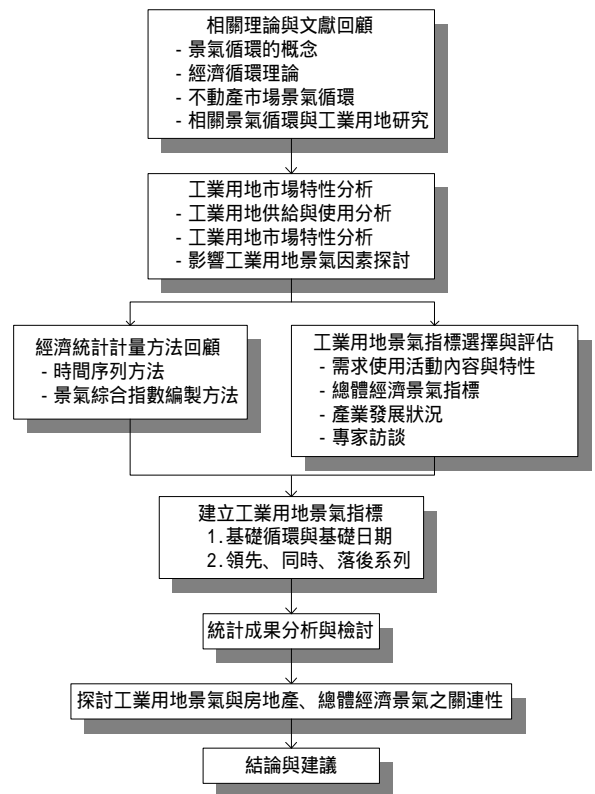 相關理論與文獻回顧
- 景氣循環的概念
- 經濟循環理論
- 不動產市場景氣循環
- 相關景氣循環與工業用地研究
工業用地市場特性分析
- 工業用地供給與使用分析
- 工業用地市場特性分析
- 影響工業用地景氣因素探討
經濟統計計量方法回顧
- 時間序列方法
- 景氣綜合指數編製方法
工業用地景氣指標選擇與評估
- 需求使用活動內容與特性
- 總體經濟景氣指標
- 產業發展狀況
- 專家訪談
建立工業用地景氣指標
1.基礎循環與基礎日期
2.領先、同時、落後系列
統計成果分析與檢討
探討工業用地景氣與房地產、總體經濟景氣之關連性
結論與建議